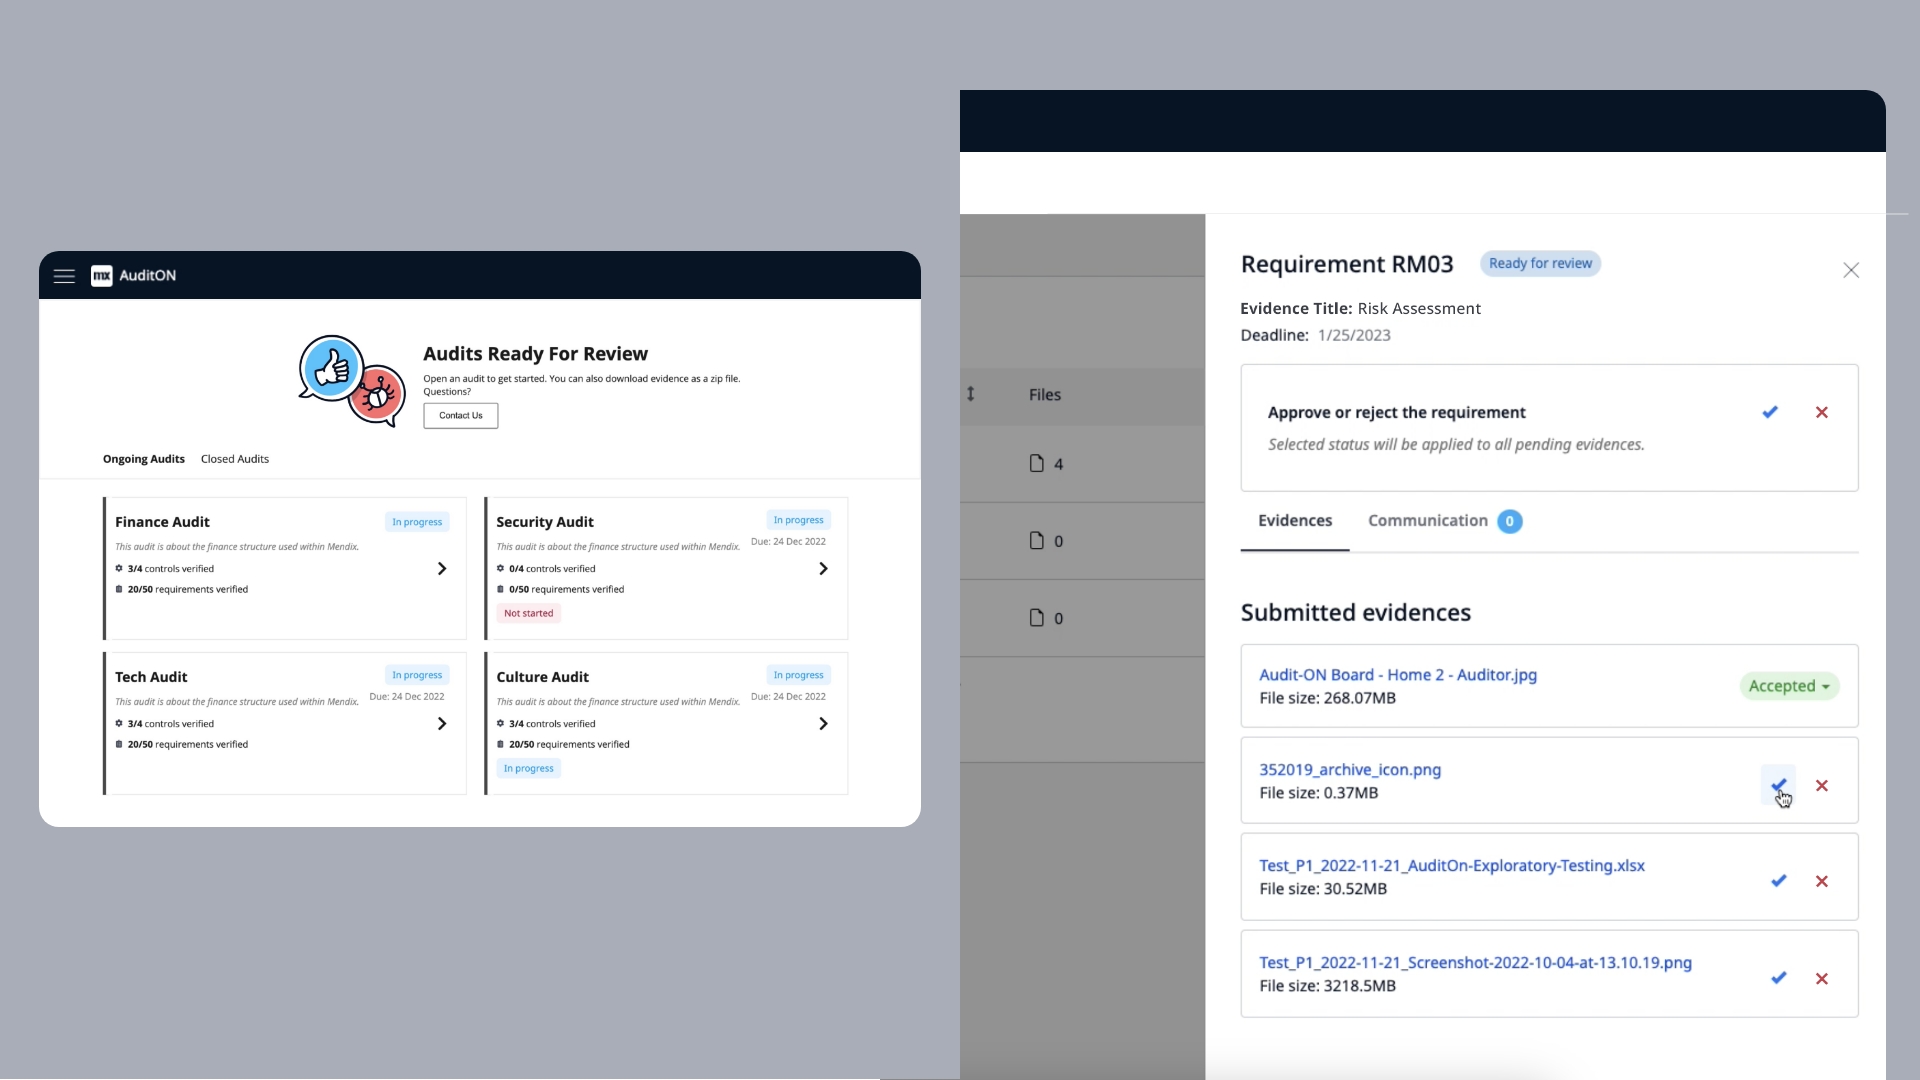 mx AuditON
Audits Ready For Review
Open an audit to get started. You can also download evidence as a zip file.
Questions?
Contact Us
Ongoing Audits Closed Audits
Finance Audit
In progress
This audit is about the finance structure used within Mendix.
3/4 controls verified
20/50 requirements verified
Security Audit
In progress
Due: 24 Dec 2022
This audit is about the finance structure used within Mendix.
0/4 controls verified
0/50 requirements verified
Not started
Tech Audit
In progress
Due: 24 Dec 2022
This audit is about the finance structure used within Mendix.
3/4 controls verified
20/50 requirements verified
Culture Audit
In progress
Due: 24 Dec 2022
This audit is about the finance structure used within Mendix.
3/4 controls verified
20/50 requirements verified
In progress
Files
4
0
0
Requirement RM03 Ready for review
Evidence Title: Risk Assessment
Deadline: 1/25/2023
Approve or reject the requirement
Selected status will be applied to all pending evidences.
Evidences Communication 0
Submitted evidences
Audit-ON Board - Home 2 - Auditor.jpg
File size: 268.07MB
Accepted
352019_archive_icon.png
File size: 0.37MB
Test_P1_2022-11-21_AuditOn-Exploratory-Testing.xlsx
File size: 30.52MB
Test_P1_2022-11-21_Screenshot-2022-10-04-at-13.10.19.png
File size: 3218.5MB